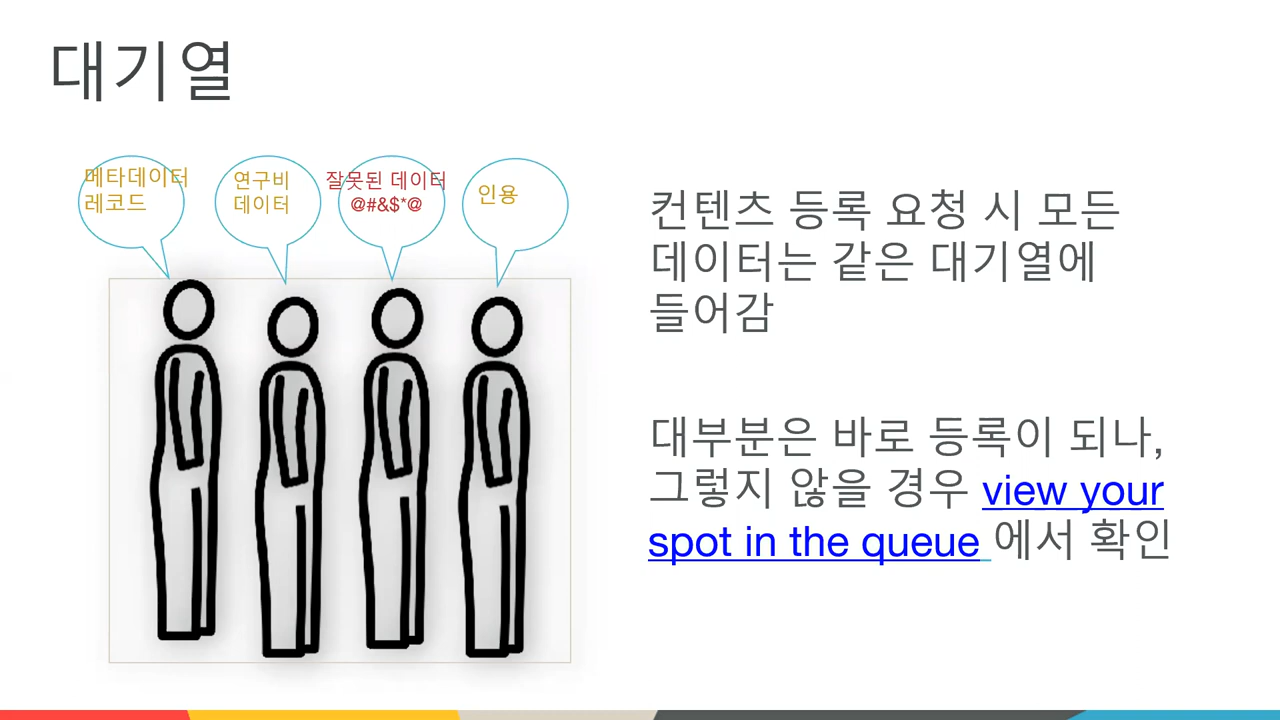 대기열
메타데이터
레코드
연구비
데이터
잘못된 데이터
@#&$*@
인용
컨텐츠 등록 요청 시 모든
데이터는 같은 대기열에
들어감
대부분은 바로 등록이 되나,
그렇지 않을 경우 view your
spot in the queue 에서 확인